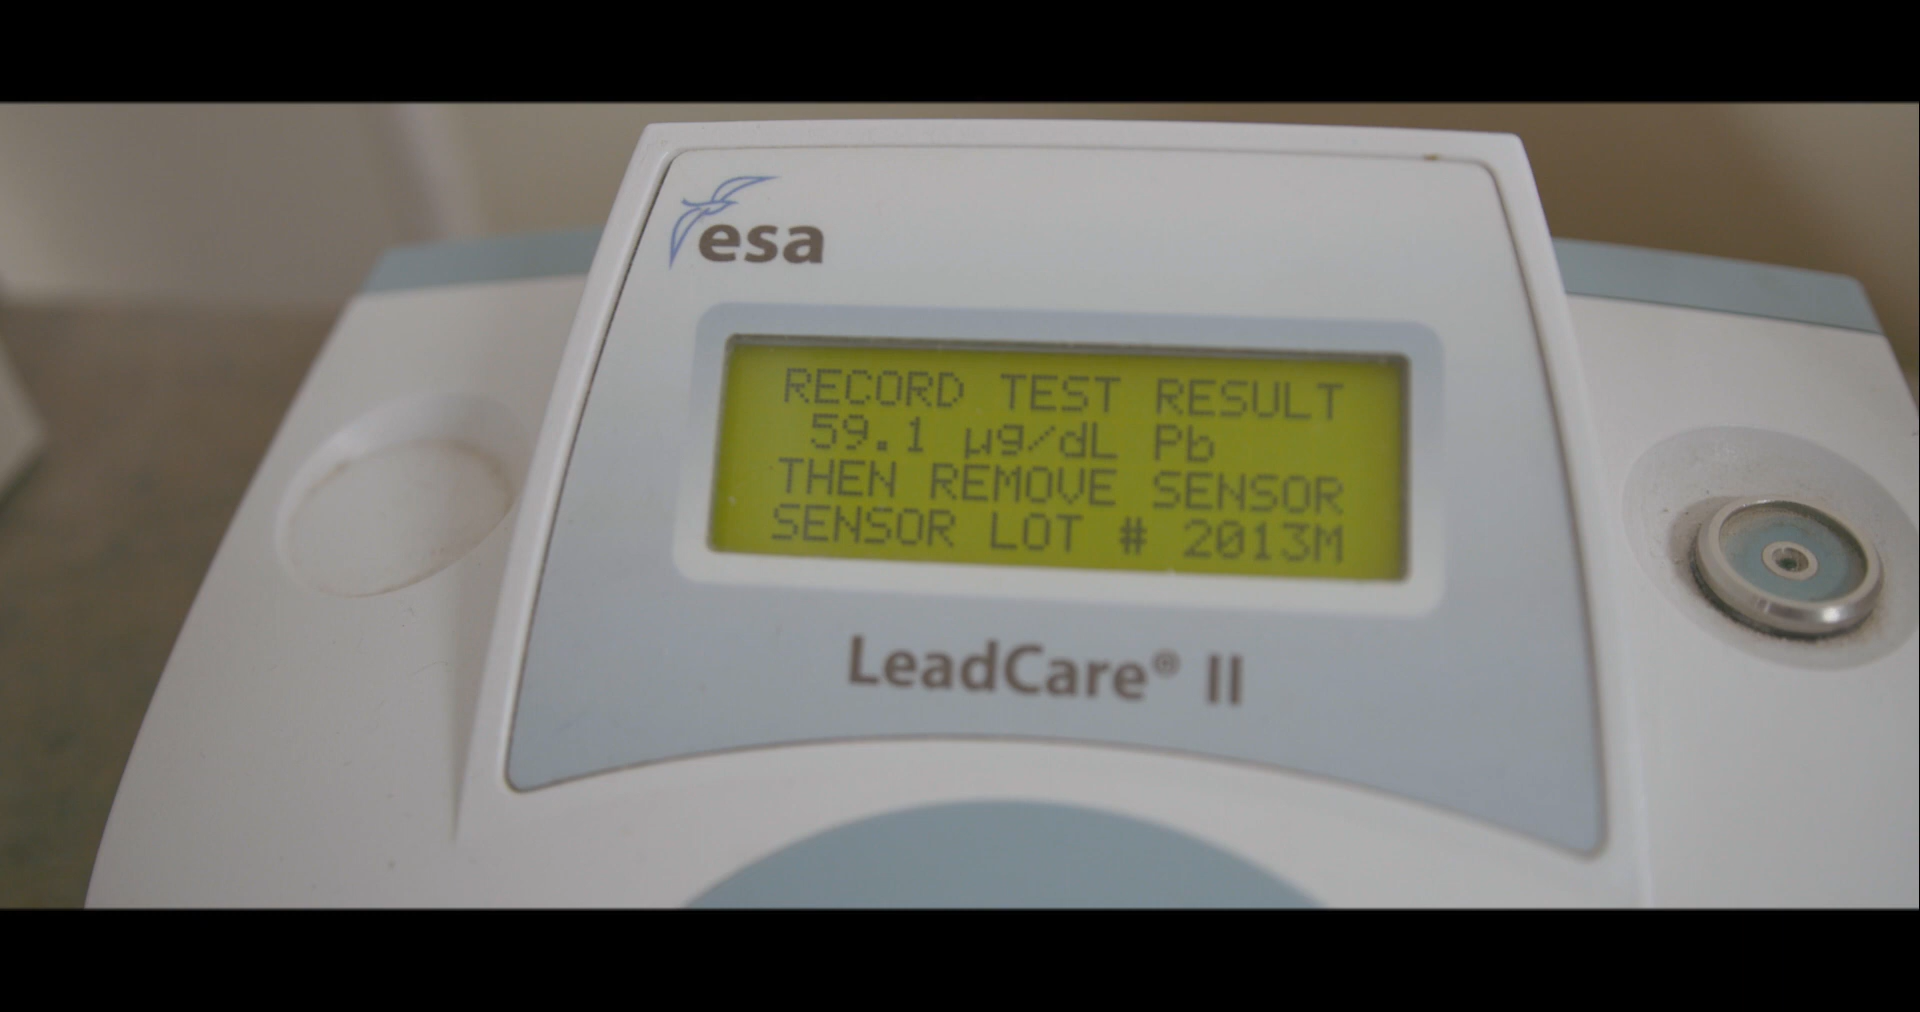 esa
RECORD TEST RESULT
59.1 µg/dL Pb
THEN REMOVE SENSOR
SENSOR LOT # 2013M
LeadCare® II